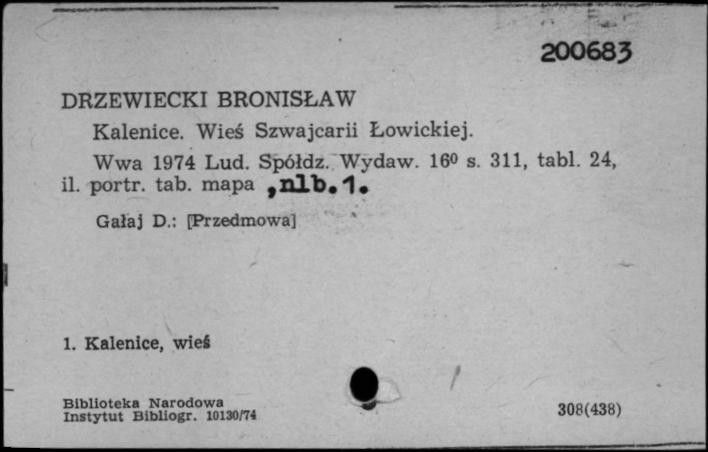 200683
DRZEWIECKI BRONISŁAW
Kalenice. Wieś Szwajcarii Łowickiej.
Wwa 1974 Lud. Spółdz. Wydaw. 16⁰ s. 311, tabl. 24,
il. portr. tab. mapa ,nlb.1.
Gałaj D.: [Przedmowa]
1. Kalenice, wieś
Biblioteka Narodowa
Instytut Bibliogr. 10130/74
308(438)